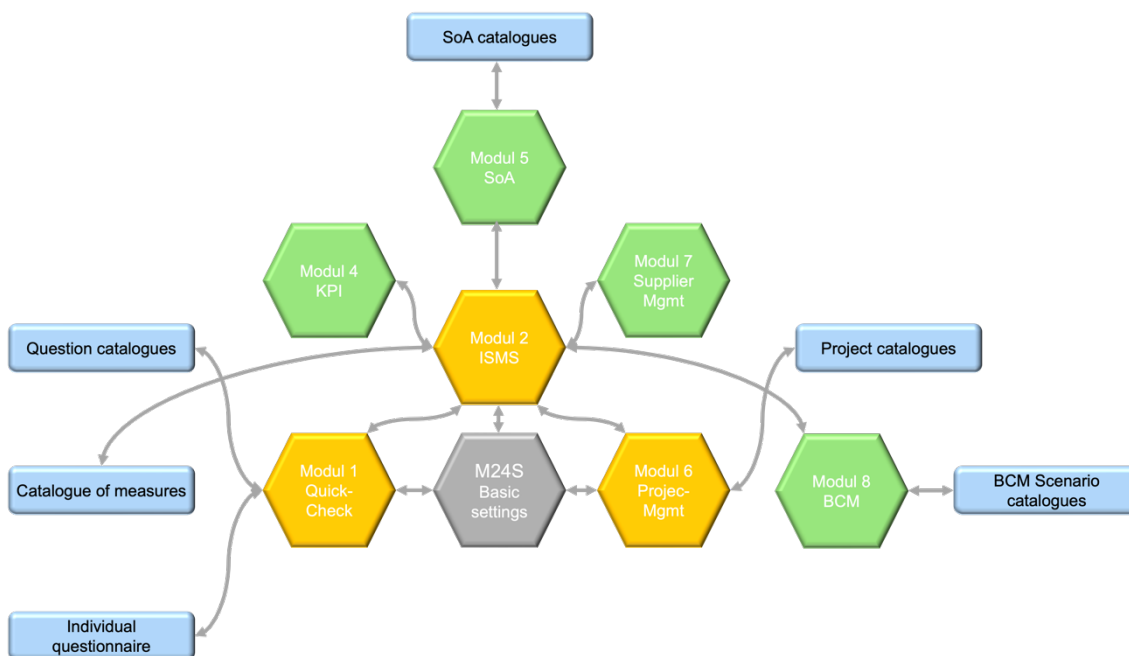 SoA catalogues
Modul 5
SoA
Modul 4
KPI
Modul 7
Supplier
Mgmt
Modul 2
ISMS
Question catalogues
Project catalogues
Modul 1
Quick-
Check
M24S
Basic
settings
Modul 6
Projec-
Mgmt
Modul 8
BCM
Catalogue of measures
BCM Scenario
catalogues
Individual
questionnaire